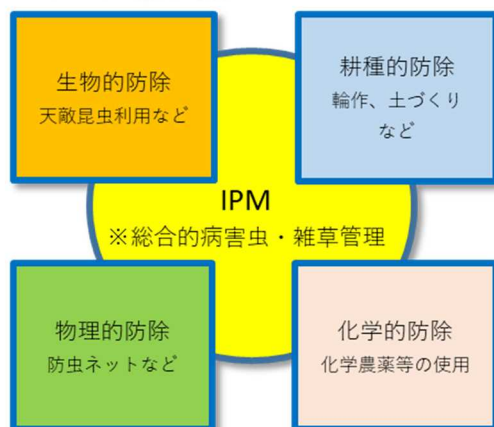 生物的防除
天敵昆虫利用など
耕種的防除
輪作、土づくり
など
IPM
※総合的病害虫・雑草管理
物理的防除
防虫ネットなど
化学的防除
化学農薬等の使用